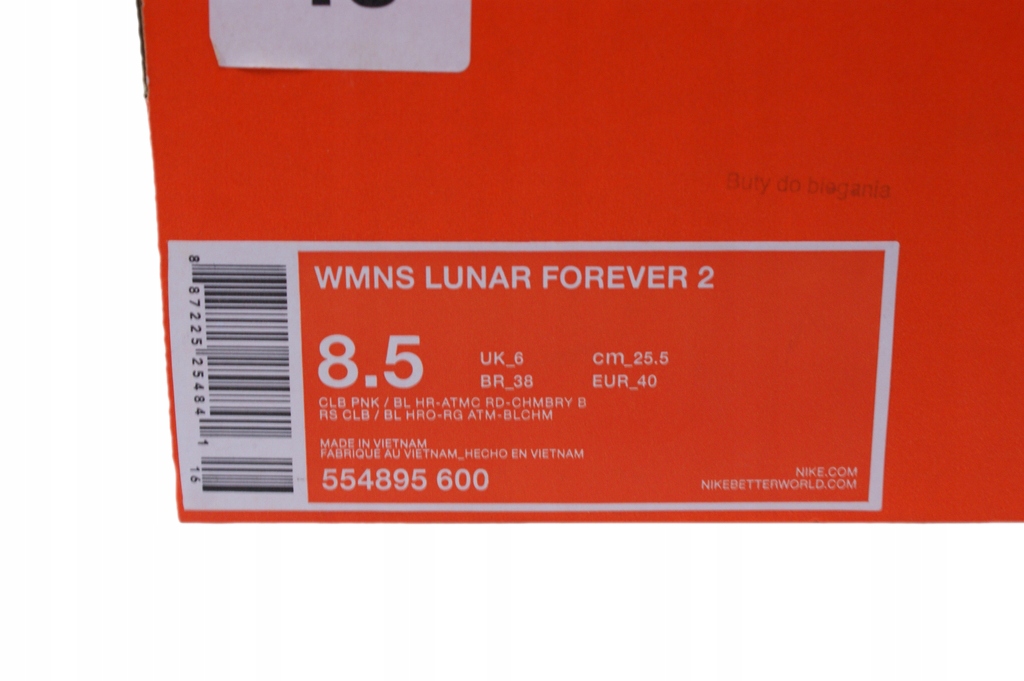 Buty do biegania
WMNS LUNAR FOREVER 2
8.5
UK_6 cm_25.5
BR_38 EUR_40
CLB PNK / BL HR-ATMC RD-CHMBRY B
RS CLB / BL HRO-RG ATM-BLCHM
MADE IN VIETNAM
FABRIQUÉ AU VIETNAM_HECHO EN VIETNAM
554895 600
NIKE.COM
NIKEBETTERWORLD.COM
8 87225 25484 1 16